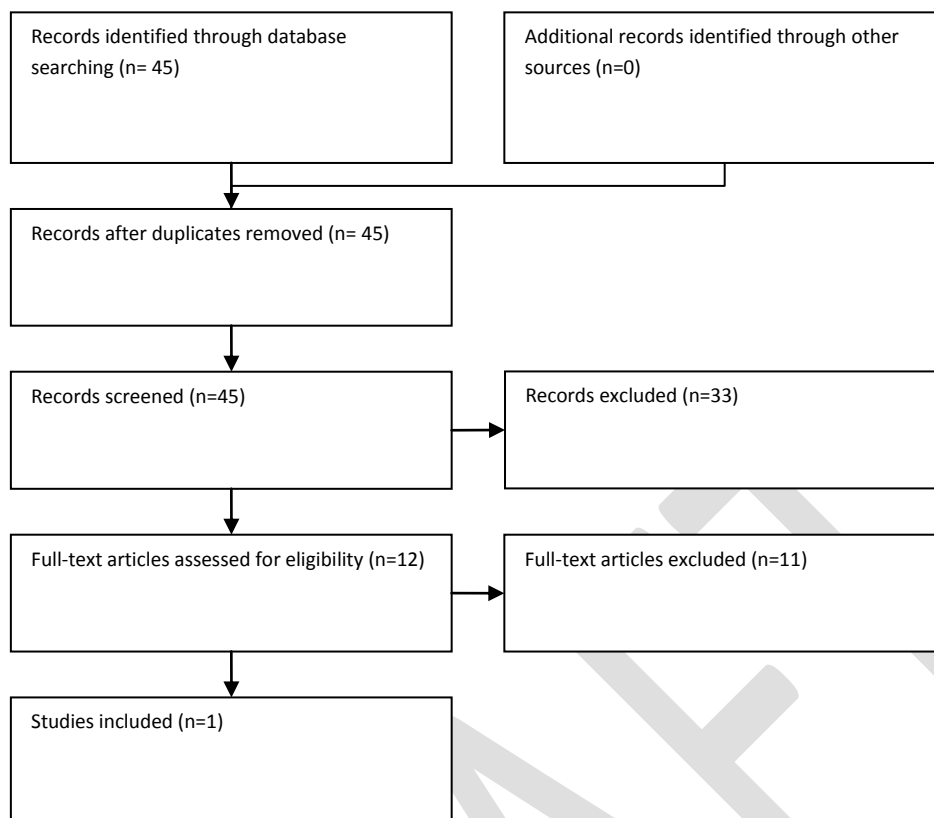 Records identified through database
searching (n= 45)
Additional records identified through other
sources (n=0)
Records after duplicates removed (n= 45)
Records screened (n=45)
Records excluded (n=33)
Full-text articles assessed for eligibility (n=12)
Full-text articles excluded (n=11)
Studies included (n=1)